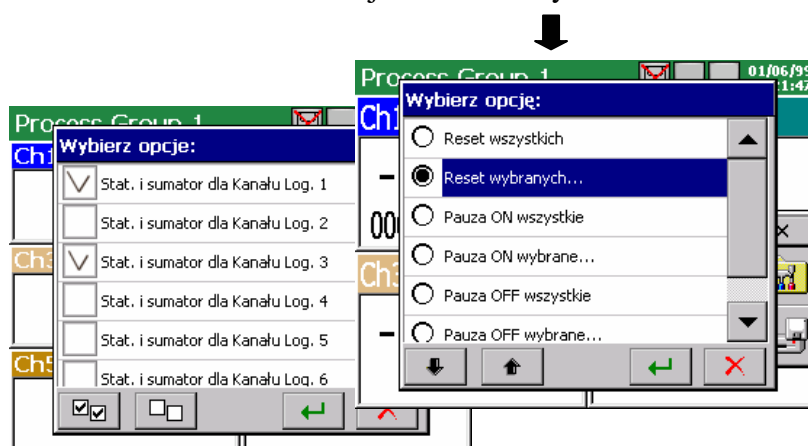 Process Group 1
01/06/99
Ch1
Wybierz opcję:
Reset wszystkich
Reset wybranych...
Pauza ON wszystkie
Pauza ON wybrane...
Pauza OFF wszystkie
Pauza OFF wybrane...
Ch3
Process Group 1
Ch1
Wybierz opcje:
Stat. i sumator dla Kanału Log. 1
Stat. i sumator dla Kanału Log. 2
Stat. i sumator dla Kanału Log. 3
Stat. i sumator dla Kanału Log. 4
Stat. i sumator dla Kanału Log. 5
Stat. i sumator dla Kanału Log. 6
Ch3
Ch5